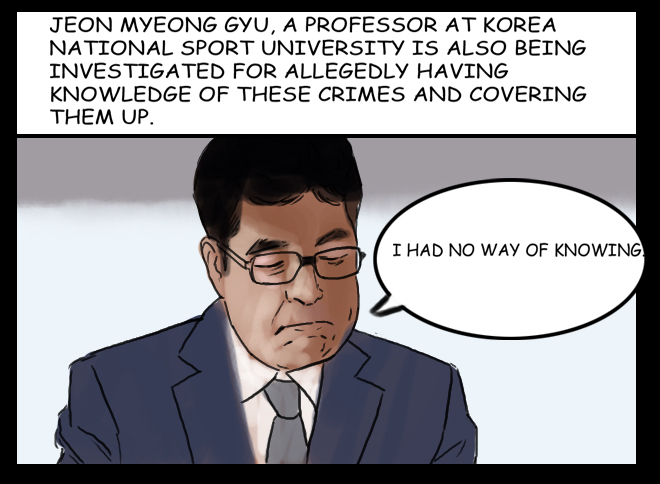 JEON MYEONG GYU, A PROFESSOR AT KOREA
NATIONAL SPORT UNIVERSITY IS ALSO BEING
INVESTIGATED FOR ALLEGEDLY HAVING
KNOWLEDGE OF THESE CRIMES AND COVERING
THEM UP.
I HAD NO WAY OF KNOWING.